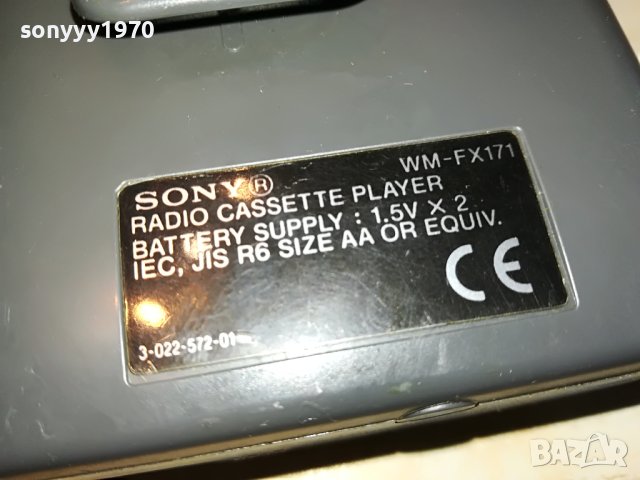 sonyyy1970
WM-FX171
SONY®
RADIO CASSETTE PLAYER
BATTERY SUPPLY : 1.5V X 2
IEC, JIS R6 SIZE AA OR EQUIV.
CE
3-022-572-01
BAZAR